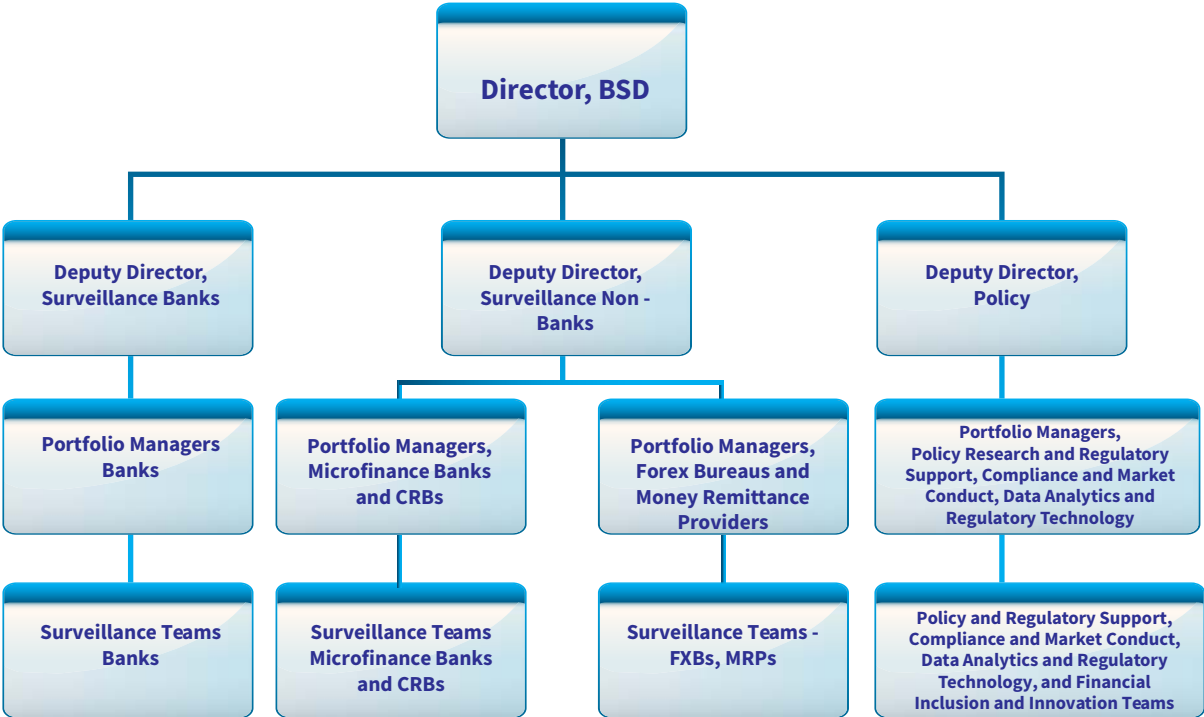 Director, BSD
Deputy Director,
Surveillance Banks
Deputy Director,
Surveillance Non -
Banks
Deputy Director,
Policy
Portfolio Managers
Banks
Portfolio Managers,
Microfinance Banks
and CRBs
Portfolio Managers,
Forex Bureaus and
Money Remittance
Providers
Portfolio Managers,
Policy Research and Regulatory
Support, Compliance and Market
Conduct, Data Analytics and
Regulatory Technology
Surveillance Teams
Banks
Surveillance Teams
Microfinance Banks
and CRBs
Surveillance Teams -
FXBs, MRPs
Policy and Regulatory Support,
Compliance and Market Conduct,
Data Analytics and Regulatory
Technology, and Financial
Inclusion and Innovation Teams